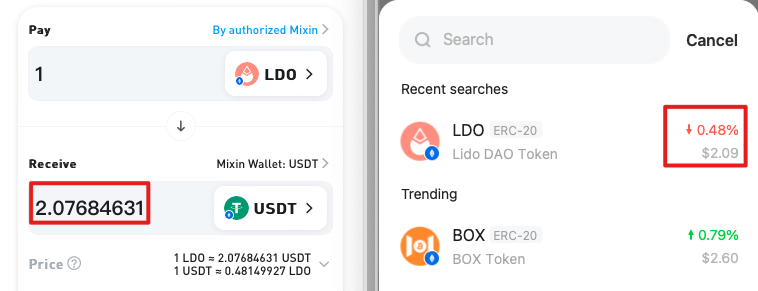 Pay
By authorized Mixin >
1
LDO >
Receive
Mixin Wallet: USDT >
2.07684631
USDT >
Price ?
1 LDO ≈ 2.07684631 USDT
1 USDT ≈ 0.48149927 LDO
Search
Cancel
Recent searches
LDO ERC-20
0.48%
Lido DAO Token
$2.09
Trending
BOX ERC-20
0.79%
BOX Token
$2.60